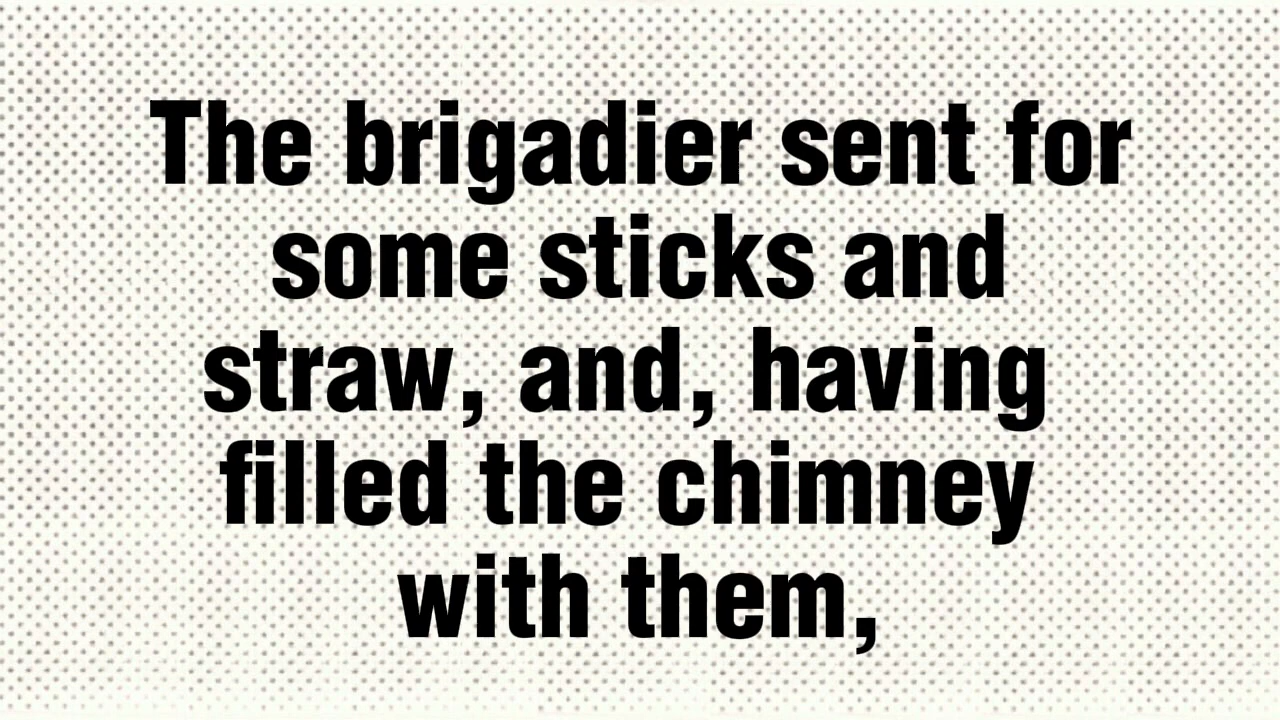 The brigadier sent for
some sticks and
straw, and, having
filled the chimney
with them,